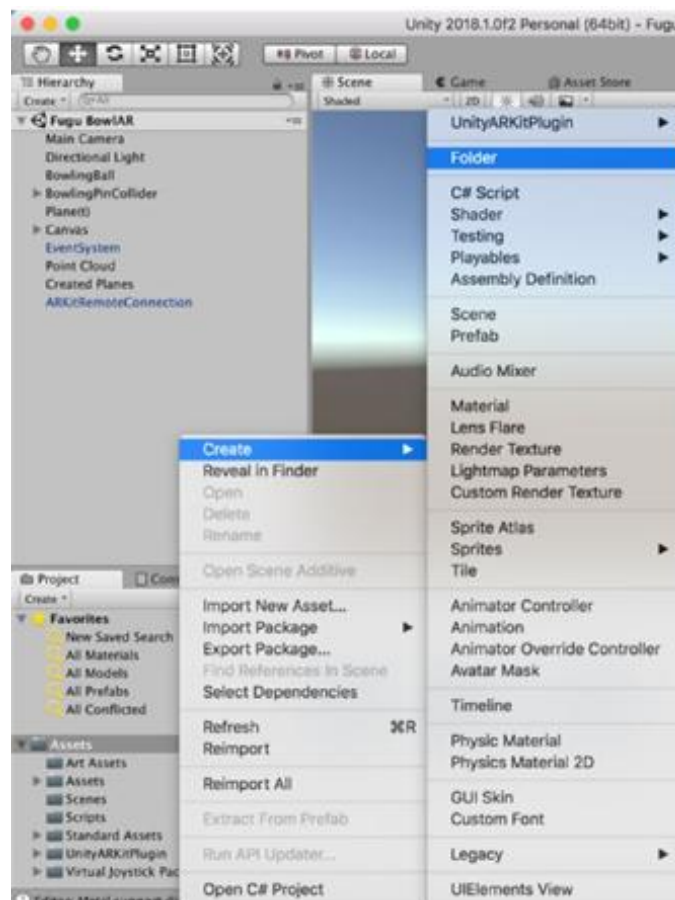 Unity 2018.1.0f2 Personal (64bit) - Fugu
Pivot Local
Hierarchy
Create
All
Fugu BowlAR
Main Camera
Directional Light
BowlingBall
BowlingPinCollider
Canvas
EventSystem
Point Cloud
Created Planes
ARKitRemoteConnection
Scene
Game
Asset Store
Shaded
2D
UnityARKitPlugin
Folder
C# Script
Shader
Testing
Playables
Assembly Definition
Scene
Prefab
Audio Mixer
Material
Lens Flare
Render Texture
Lightmap Parameters
Custom Render Texture
Sprite Atlas
Sprites
Tile
Animator Controller
Animation
Animator Override Controller
Avatar Mask
Timeline
Physic Material
Physics Material 2D
GUI Skin
Custom Font
Legacy
UIElements View
Create
Reveal in Finder
Open
Delete
Rename
Open Scene Additive
Import New Asset...
Import Package
Export Package...
Find References In Scene
Select Dependencies
Refresh ⌘R
Reimport
Reimport All
Extract From Prefab
Run API Updater...
Open C# Project
Project
Create
Favorites
New Saved Search
All Materials
All Models
All Prefabs
All Conflicted
Assets
Art Assets
Assets
Scenes
Scripts
Standard Assets
UnityARKitPlugin
Virtual Joystick Pac